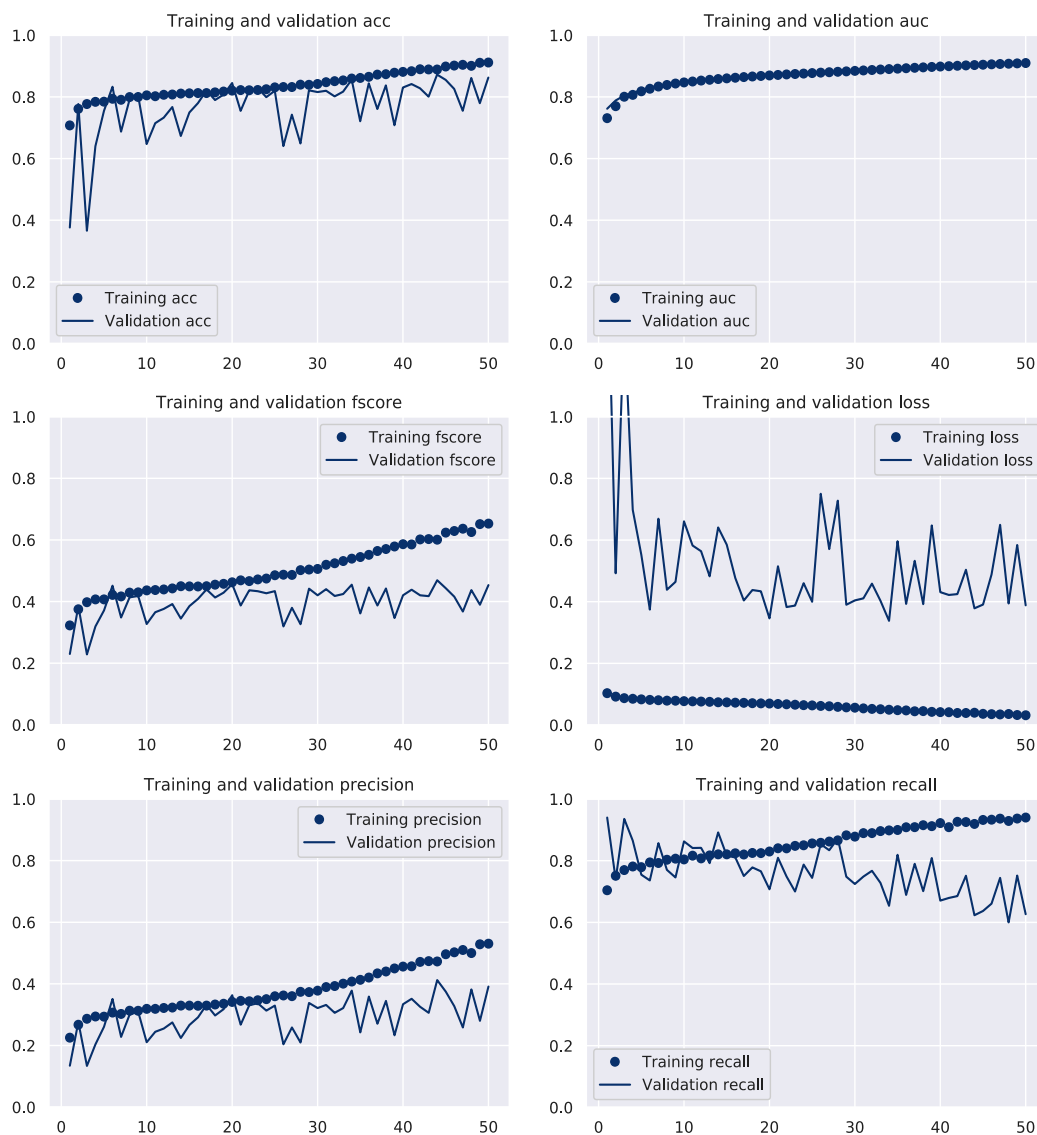 Training and validation acc
1.0
0.8
0.6
0.4
0.2
0.0
Training acc
Validation acc
0 10 20 30 40 50
Training and validation auc
1.0
0.8
0.6
0.4
0.2
0.0
Training auc
Validation auc
0 10 20 30 40 50
Training and validation fscore
1.0
0.8
0.6
0.4
0.2
0.0
Training fscore
Validation fscore
0 10 20 30 40 50
Training and validation loss
1.0
0.8
0.6
0.4
0.2
0.0
Training loss
Validation loss
0 10 20 30 40 50
Training and validation precision
1.0
0.8
0.6
0.4
0.2
0.0
Training precision
Validation precision
0 10 20 30 40 50
Training and validation recall
1.0
0.8
0.6
0.4
0.2
0.0
Training recall
Validation recall
0 10 20 30 40 50